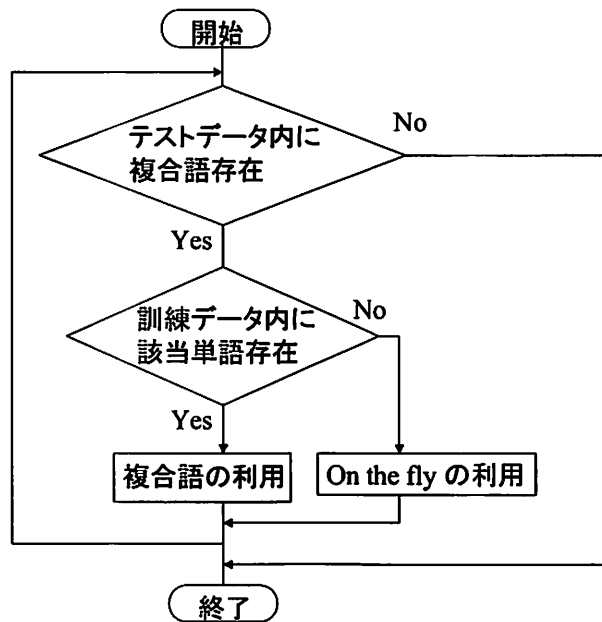 開始
テストデータ内に
複合語存在
No
Yes
訓練データ内に
該当単語存在
No
Yes
複合語の利用
On the fly の利用
終了